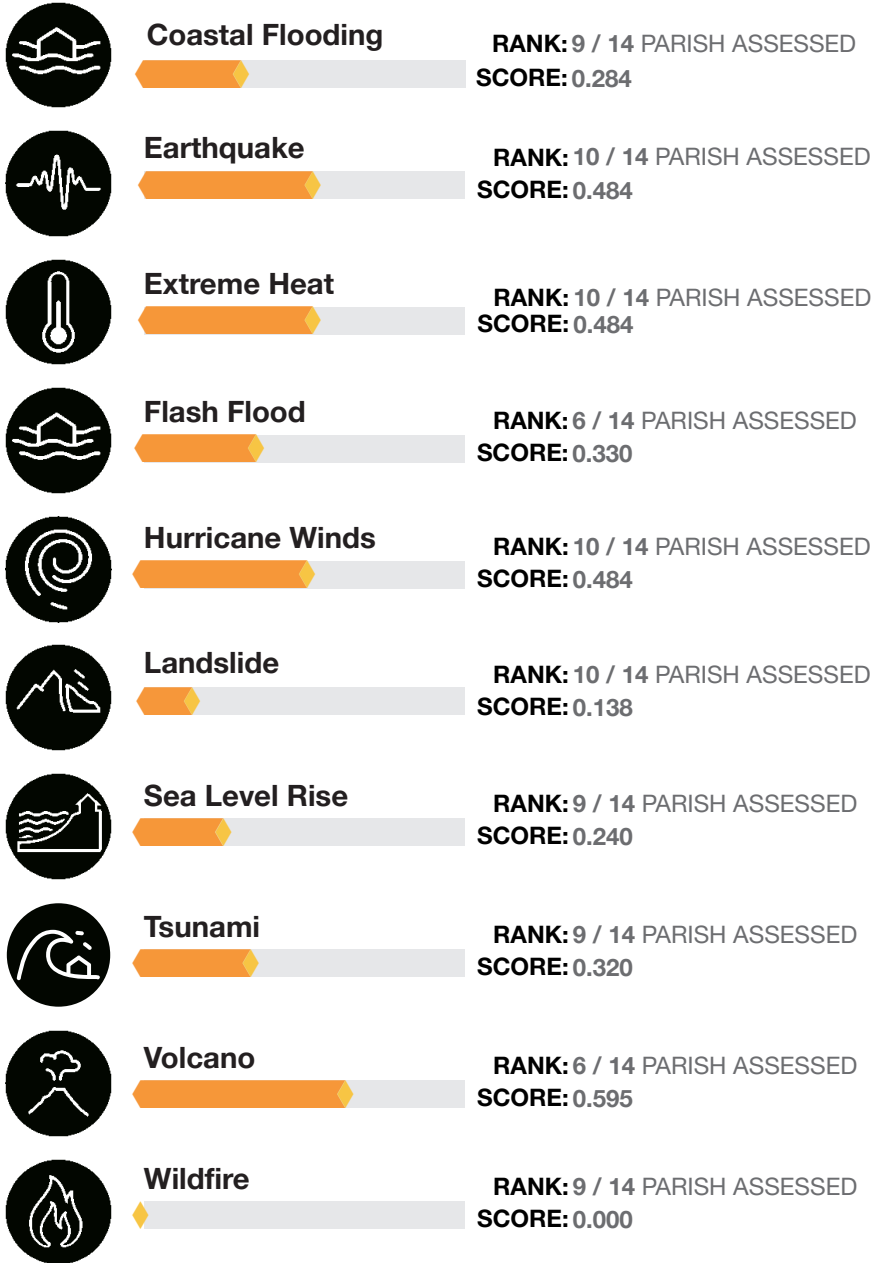 Coastal Flooding
RANK: 9 / 14 PARISH ASSESSED
SCORE: 0.284
Earthquake
RANK: 10 / 14 PARISH ASSESSED
SCORE: 0.484
Extreme Heat
RANK: 10 / 14 PARISH ASSESSED
SCORE: 0.484
Flash Flood
RANK: 6 / 14 PARISH ASSESSED
SCORE: 0.330
Hurricane Winds
RANK: 10 / 14 PARISH ASSESSED
SCORE: 0.484
Landslide
RANK: 10 / 14 PARISH ASSESSED
SCORE: 0.138
Sea Level Rise
RANK: 9 / 14 PARISH ASSESSED
SCORE: 0.240
Tsunami
RANK: 9 / 14 PARISH ASSESSED
SCORE: 0.320
Volcano
RANK: 6 / 14 PARISH ASSESSED
SCORE: 0.595
Wildfire
RANK: 9 / 14 PARISH ASSESSED
SCORE: 0.000